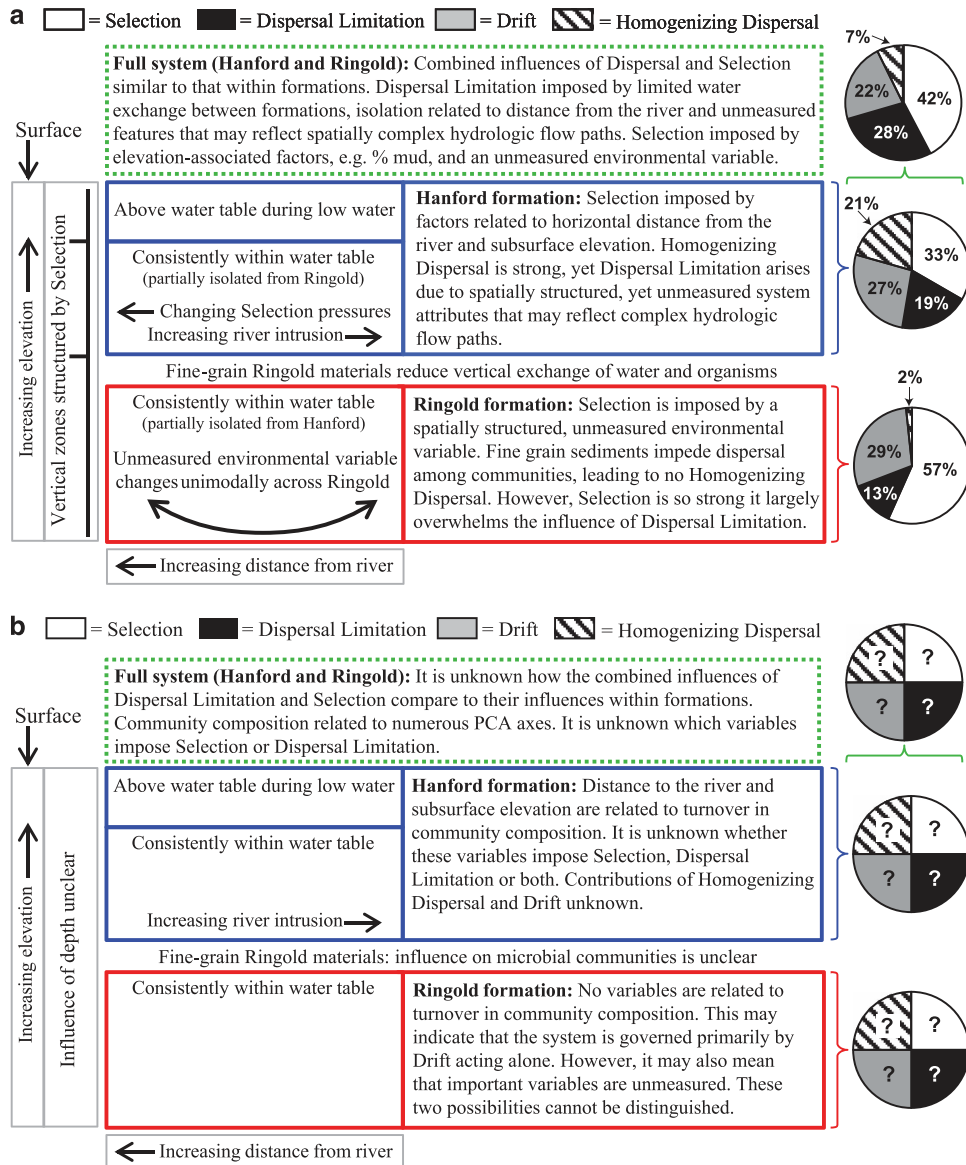 a
= Selection = Dispersal Limitation = Drift = Homogenizing Dispersal
Full system (Hanford and Ringold): Combined influences of Dispersal and Selection
similar to that within formations. Dispersal Limitation imposed by limited water
exchange between formations, isolation related to distance from the river and unmeasured
features that may reflect spatially complex hydrologic flow paths. Selection imposed by
elevation-associated factors, e.g. % mud, and an unmeasured environmental variable.
7%
22%
42%
28%
Surface
Increasing elevation
Vertical zones structured by Selection
Above water table during low water
Consistently within water table
(partially isolated from Ringold)
Changing Selection pressures
Increasing river intrusion
Hanford formation: Selection imposed by
factors related to horizontal distance from the
river and subsurface elevation. Homogenizing
Dispersal is strong, yet Dispersal Limitation arises
due to spatially structured, yet unmeasured system
attributes that may reflect complex hydrologic
flow paths.
21%
33%
27%
19%
Fine-grain Ringold materials reduce vertical exchange of water and organisms
Consistently within water table
(partially isolated from Hanford)
Unmeasured environmental variable
changes unimodally across Ringold
Ringold formation: Selection is imposed by a
spatially structured, unmeasured environmental
variable. Fine grain sediments impede dispersal
among communities, leading to no Homogenizing
Dispersal. However, Selection is so strong it largely
overwhelms the influence of Dispersal Limitation.
2%
29%
57%
13%
Increasing distance from river
b
= Selection = Dispersal Limitation = Drift = Homogenizing Dispersal
Full system (Hanford and Ringold): It is unknown how the combined influences of
Dispersal Limitation and Selection compare to their influences within formations.
Community composition related to numerous PCA axes. It is unknown which variables
impose Selection or Dispersal Limitation.
? ?
? ?
Surface
Increasing elevation
Influence of depth unclear
Above water table during low water
Consistently within water table
Increasing river intrusion
Hanford formation: Distance to the river and
subsurface elevation are related to turnover in
community composition. It is unknown whether
these variables impose Selection, Dispersal
Limitation or both. Contributions of Homogenizing
Dispersal and Drift unknown.
? ?
? ?
Fine-grain Ringold materials: influence on microbial communities is unclear
Consistently within water table
Ringold formation: No variables are related to
turnover in community composition. This may
indicate that the system is governed primarily by
Drift acting alone. However, it may also mean
that important variables are unmeasured. These
two possibilities cannot be distinguished.
? ?
? ?
Increasing distance from river